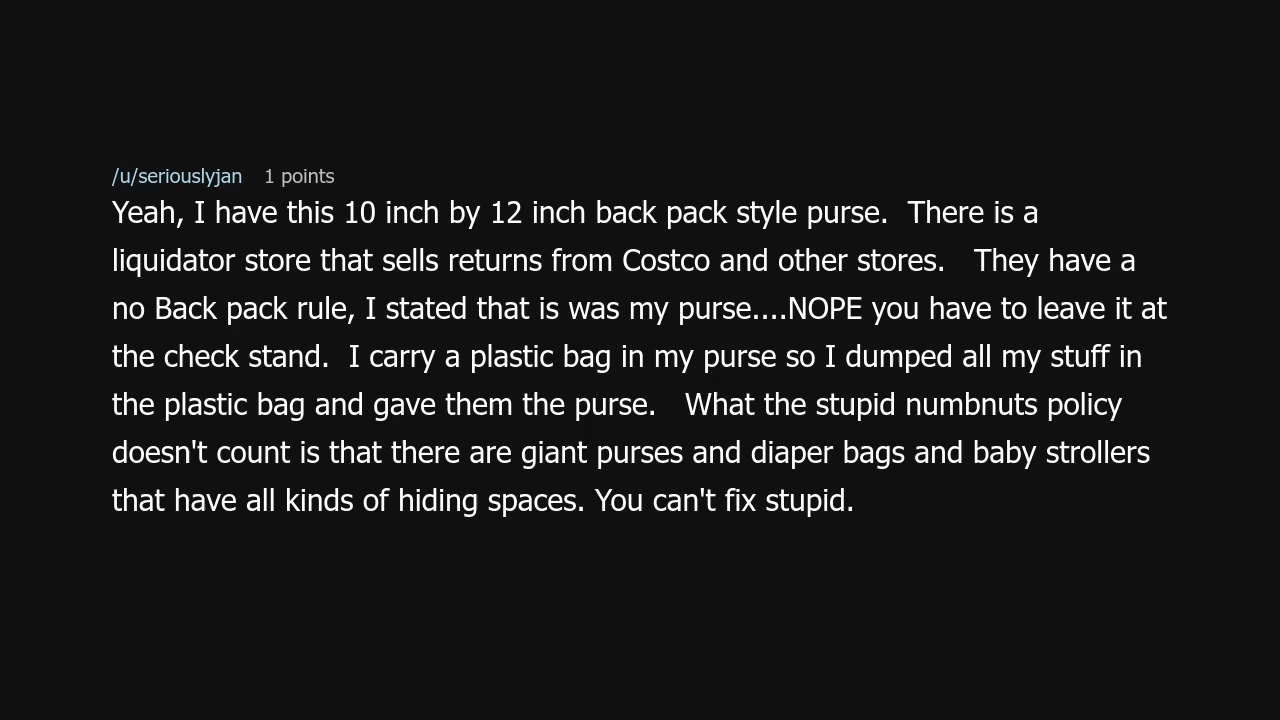 /u/seriouslyjan 1 points
Yeah, I have this 10 inch by 12 inch back pack style purse.  There is a
liquidator store that sells returns from Costco and other stores.   They have a
no Back pack rule, I stated that is was my purse....NOPE you have to leave it at
the check stand.  I carry a plastic bag in my purse so I dumped all my stuff in
the plastic bag and gave them the purse.   What the stupid numbnuts policy
doesn't count is that there are giant purses and diaper bags and baby strollers
that have all kinds of hiding spaces. You can't fix stupid.